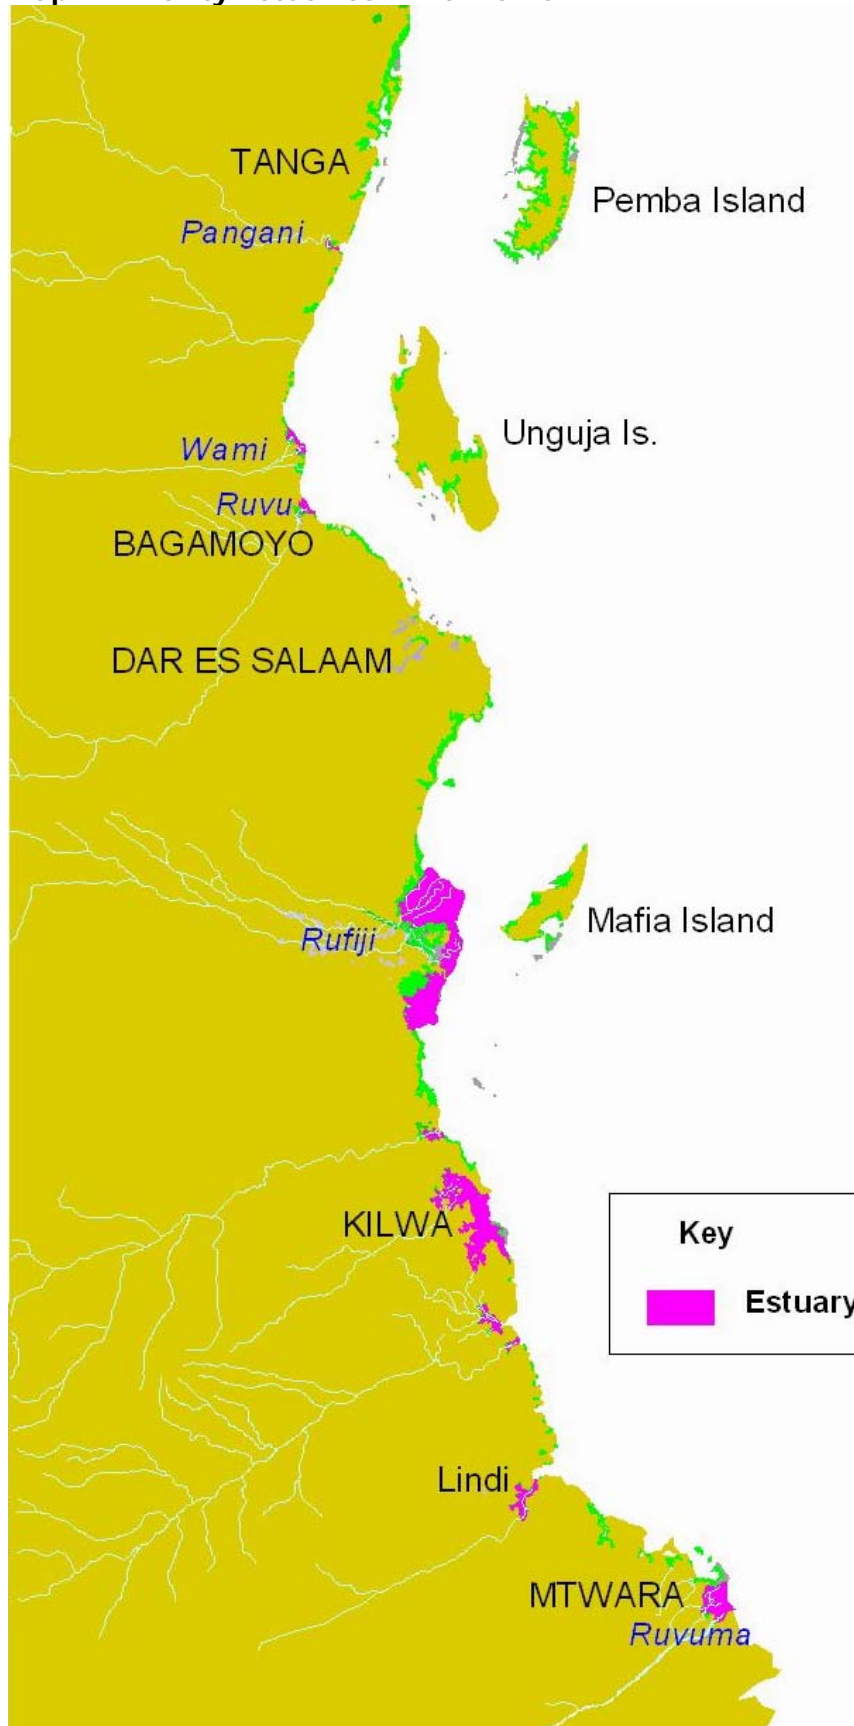 TANGA
Pemba Island
Pangani
Unguja Is.
Wami
Ruvu
BAGAMOYO
DAR ES SALAAM
Mafia Island
Rufiji
KILWA
Key
Estuary
Lindi
MTWARA
Ruvuma